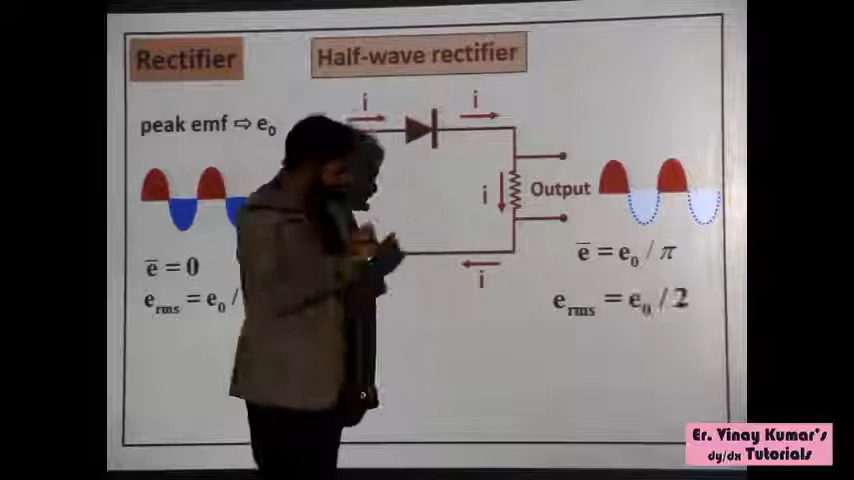 Rectifier
Half-wave rectifier
peak emf ⇨ e₀
i
i
i
Output
i
ē = 0
eᵣₘₛ = e₀ /
ē = e₀ / π
eᵣₘₛ = e₀ / 2
Er. Vinay Kumar's
dy/dx Tutorials